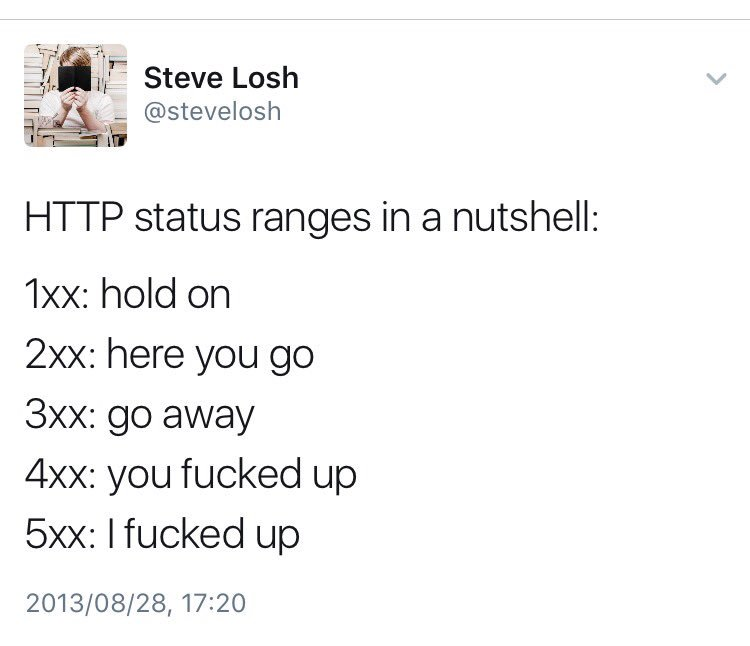 Steve Losh
@stevelosh
HTTP status ranges in a nutshell:
1xx: hold on
2xx: here you go
3xx: go away
4xx: you fucked up
5xx: I fucked up
2013/08/28, 17:20